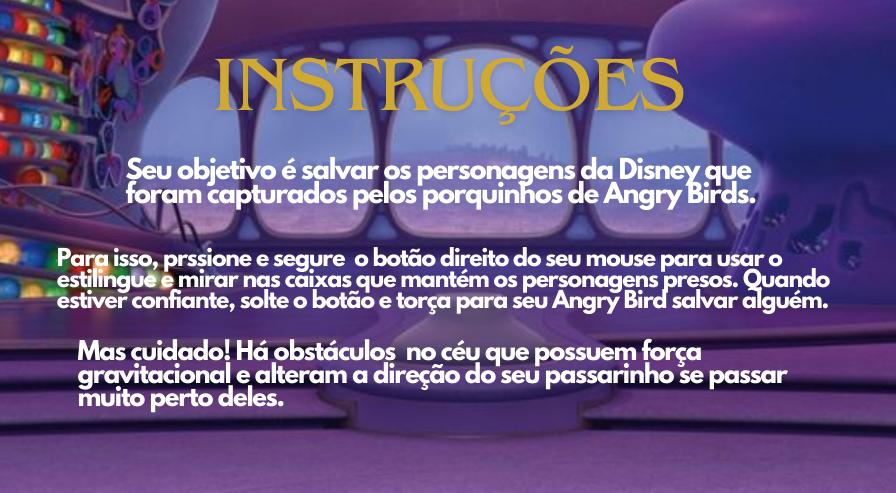 INSTRUÇÕES
Seu objetivo é salvar os personagens da Disney que
foram capturados pelos porquinhos de Angry Birds.
Para isso, prssione e segure o botão direito do seu mouse para usar o
estilingue e mirar nas caixas que mantém os personagens presos. Quando
estiver confiante, solte o botão e torça para seu Angry Bird salvar alguém.
Mas cuidado! Há obstáculos no céu que possuem força
gravitacional e alteram a direção do seu passarinho se passar
muito perto deles.